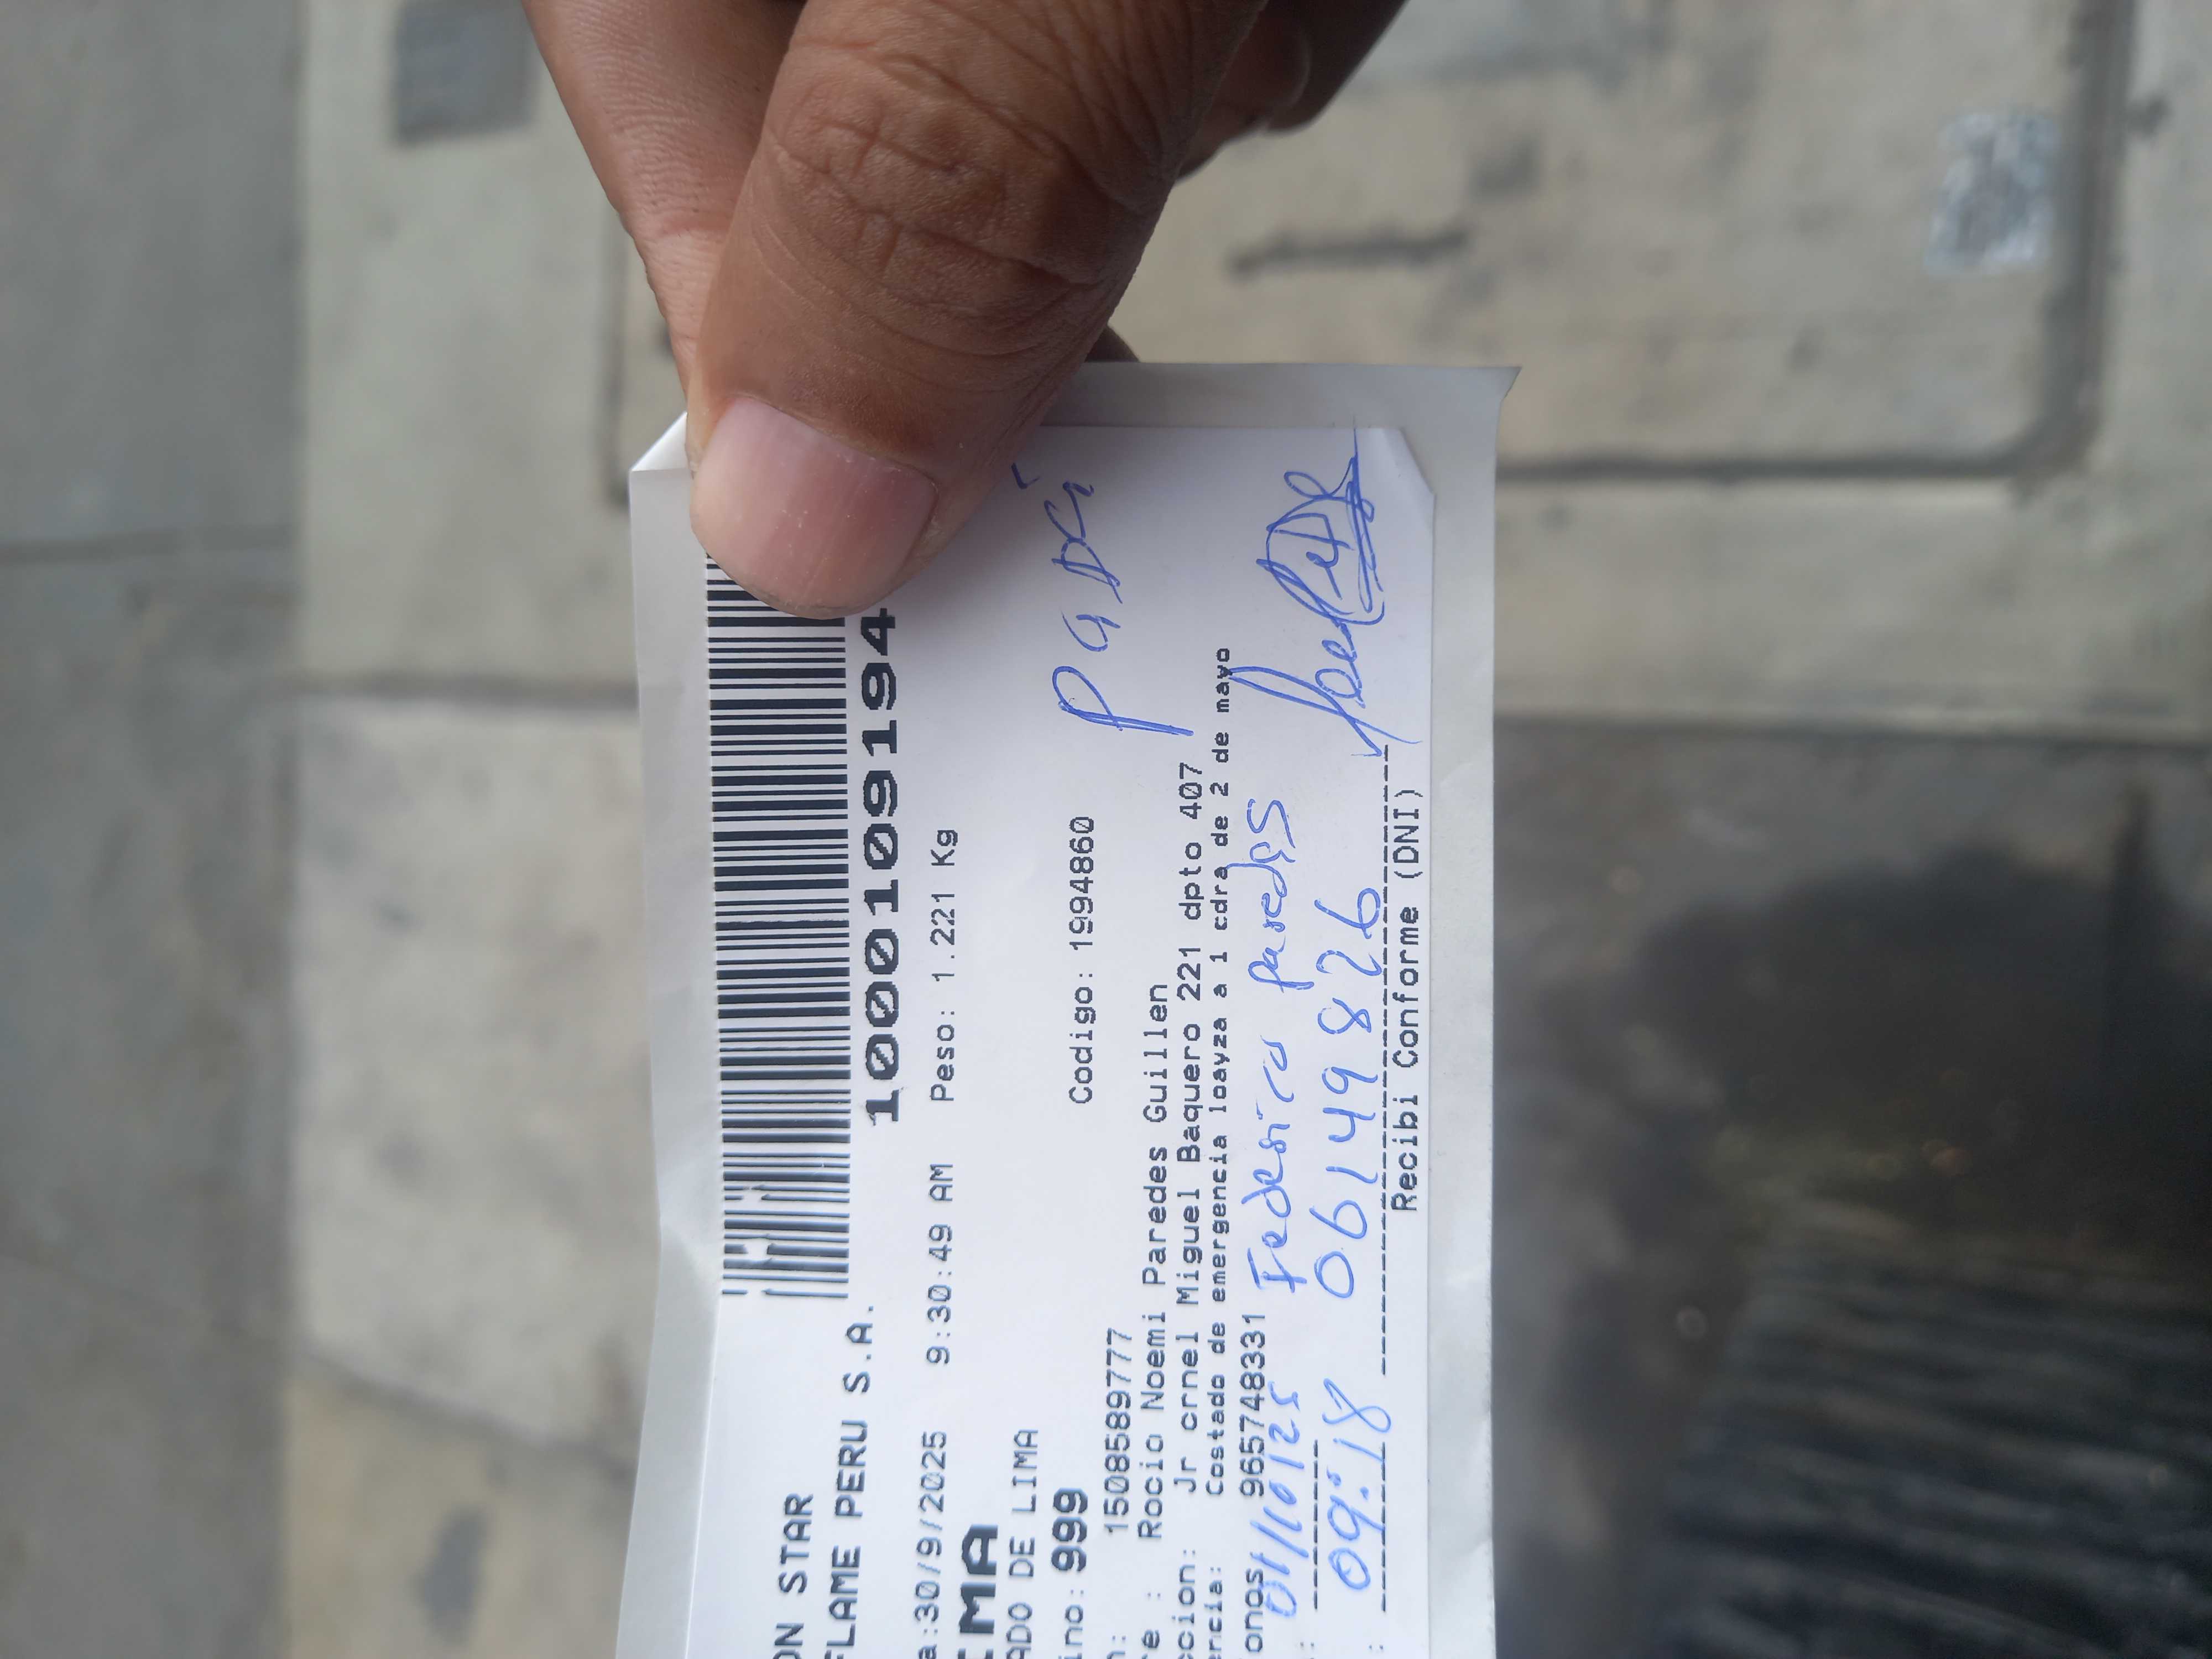 ON STAR
FLAME PERU S.A.
1000109194
a:30/9/2025 9:30:49 AM Peso: 1.221 Kg
IMA
ADO DE LIMA
ino: 999 Codigo: 1994860
n: 1508589777
re : Rocio Noemi Paredes Guillen
ccion: Jr crnel Miguel Baquero 221 dpto 407
encia: Costado de emergencia loayza a 1 cdra de 2 de mayo
onos 965748331 Federico paredes
: 01/10/25
: 09:18 06149826
Recibi Conforme (DNI)